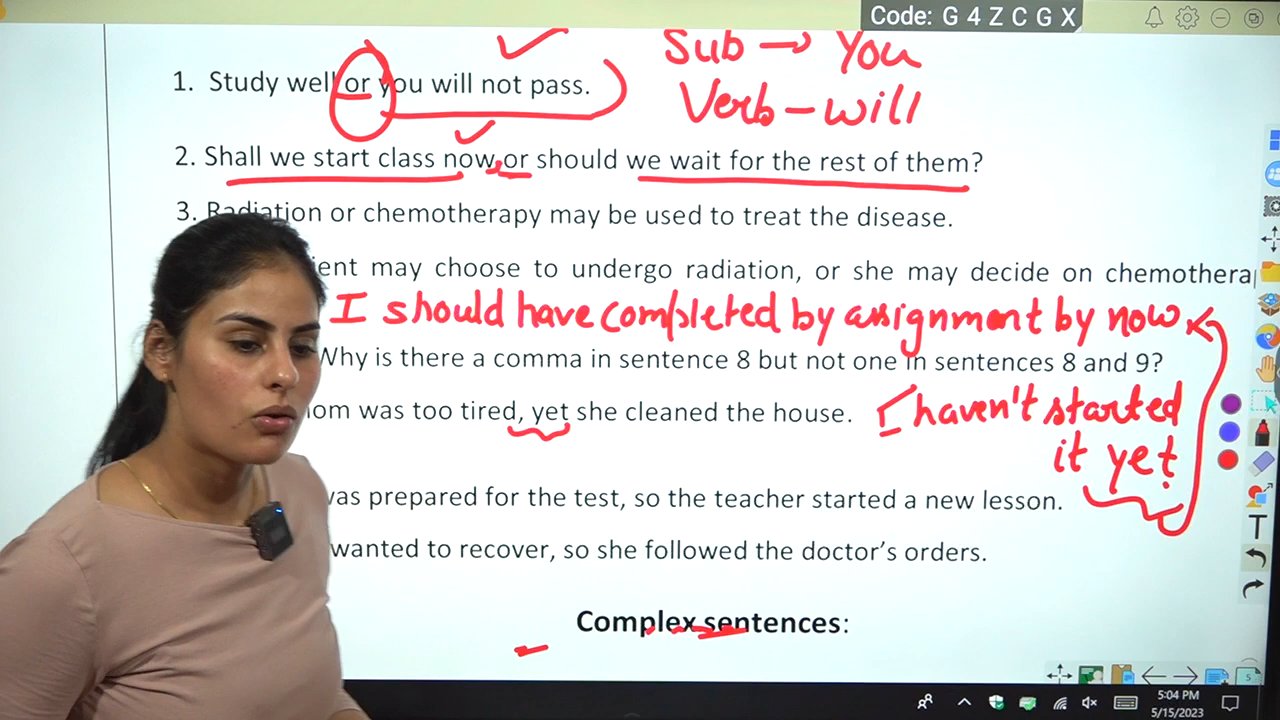 Code: G 4 Z C G X
Sub → You
1. Study well or you will not pass.
Verb - will
2. Shall we start class now, or should we wait for the rest of them?
3. Radiation or chemotherapy may be used to treat the disease.
ient may choose to undergo radiation, or she may decide on chemothera
I should have completed by assignment by now
Why is there a comma in sentence 8 but not one in sentences 8 and 9?
om was too tired, yet she cleaned the house.
haven't started
it yet
was prepared for the test, so the teacher started a new lesson.
wanted to recover, so she followed the doctor's orders.
Complex sentences:
5:04 PM
5/15/2023